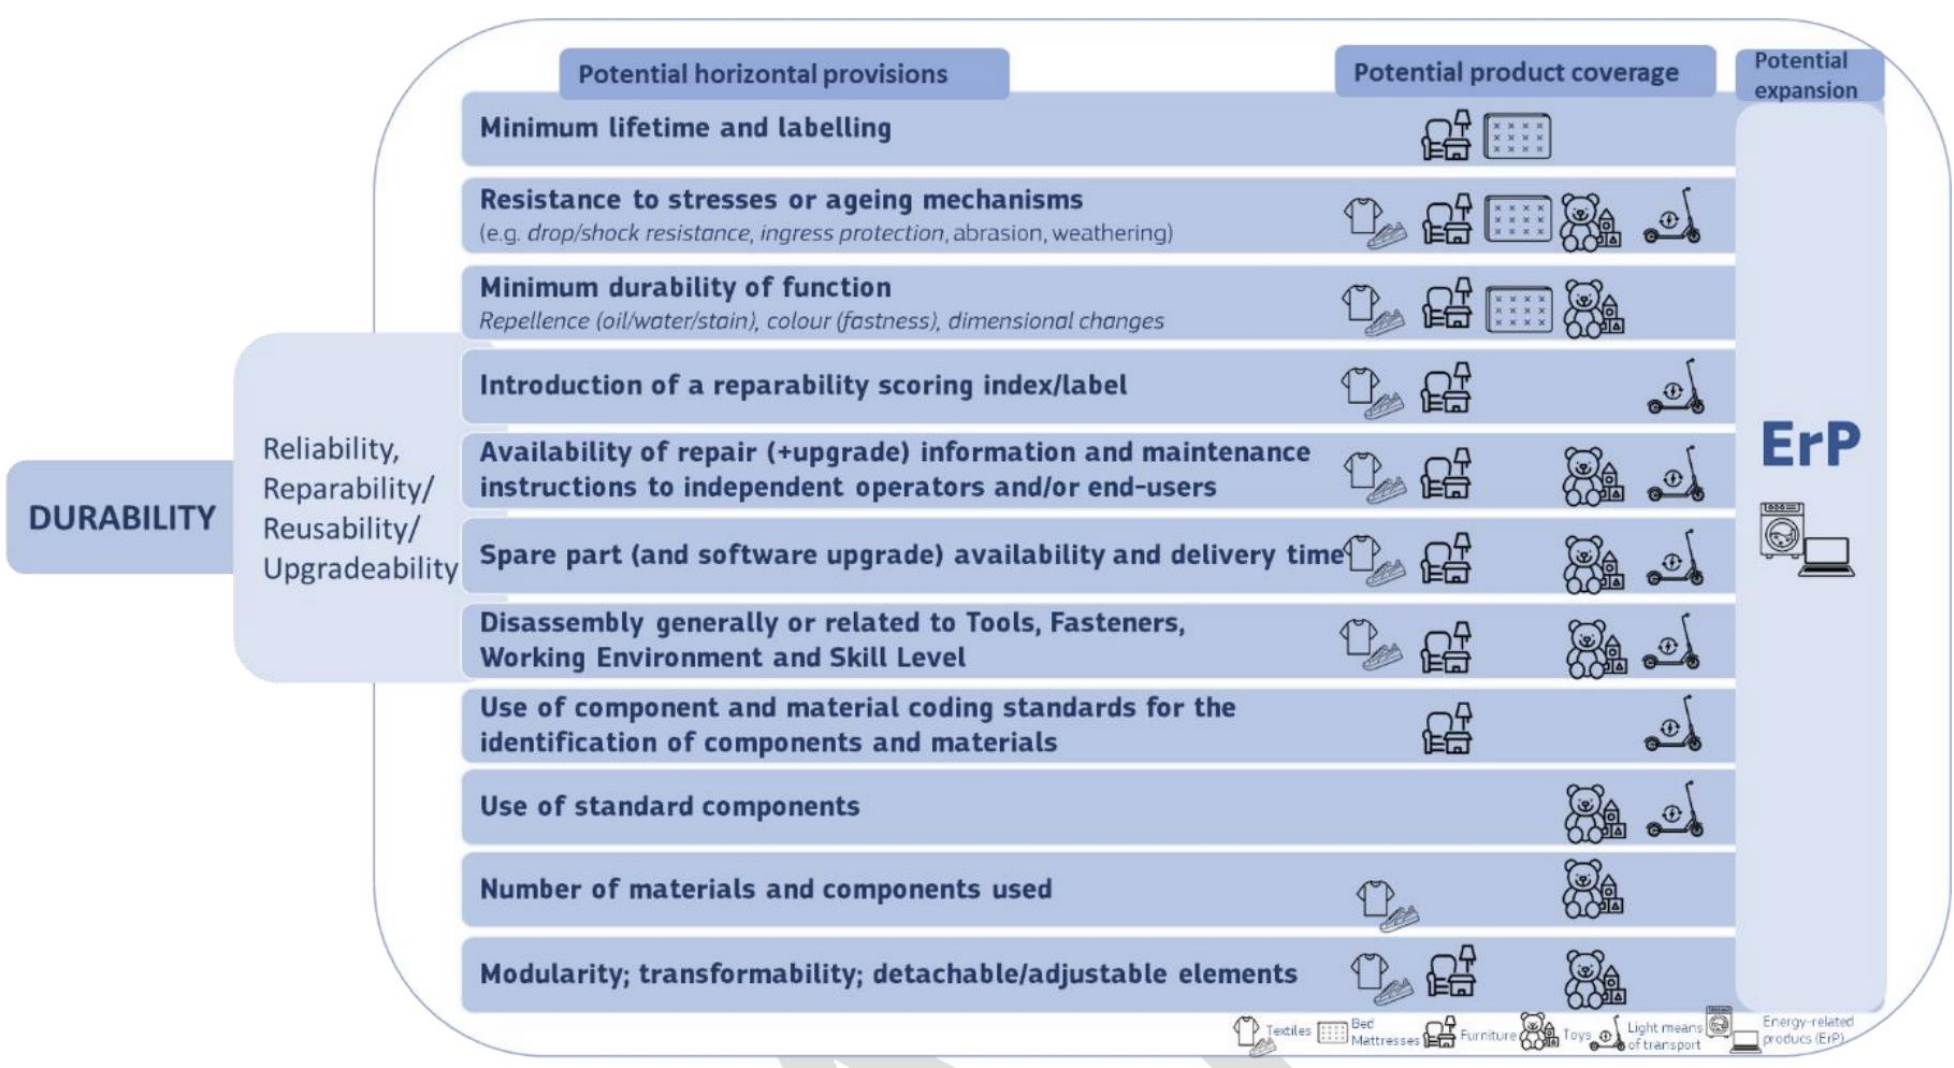 Potential horizontal provisions
Potential product coverage
Potential
expansion
Minimum lifetime and labelling
Resistance to stresses or ageing mechanisms
(e.g. drop/shock resistance, ingress protection, abrasion, weathering)
Minimum durability of function
Repellence (oil/water/stain), colour (fastness), dimensional changes
Introduction of a reparability scoring index/label
Availability of repair (+upgrade) information and maintenance
instructions to independent operators and/or end-users
Spare part (and software upgrade) availability and delivery time
Disassembly generally or related to Tools, Fasteners,
Working Environment and Skill Level
Use of component and material coding standards for the
identification of components and materials
Use of standard components
Number of materials and components used
Modularity; transformability; detachable/adjustable elements
DURABILITY
Reliability,
Reparability/
Reusability/
Upgradeability
ErP
Textiles
Bed
Mattresses
Furniture
Toys
Light means
of transport
Energy-related
producs (ErP)